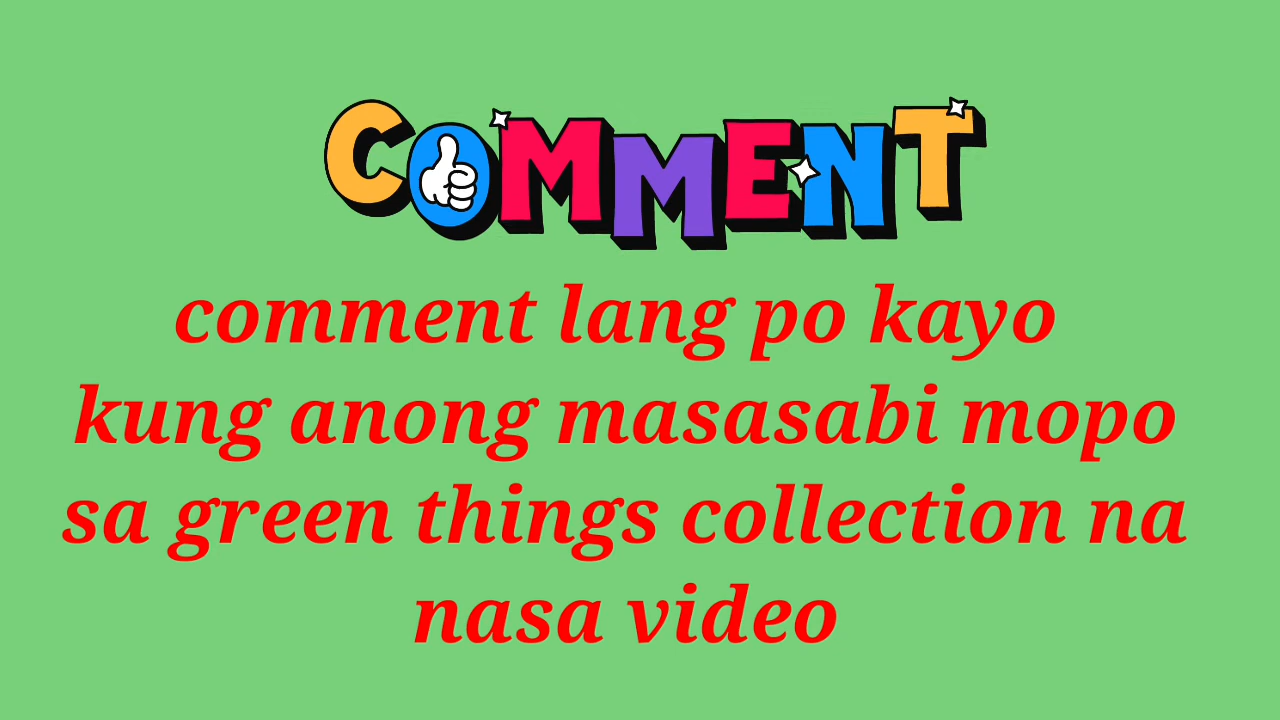 COMMENT
comment lang po kayo
kung anong masasabi mopo
sa green things collection na
nasa video